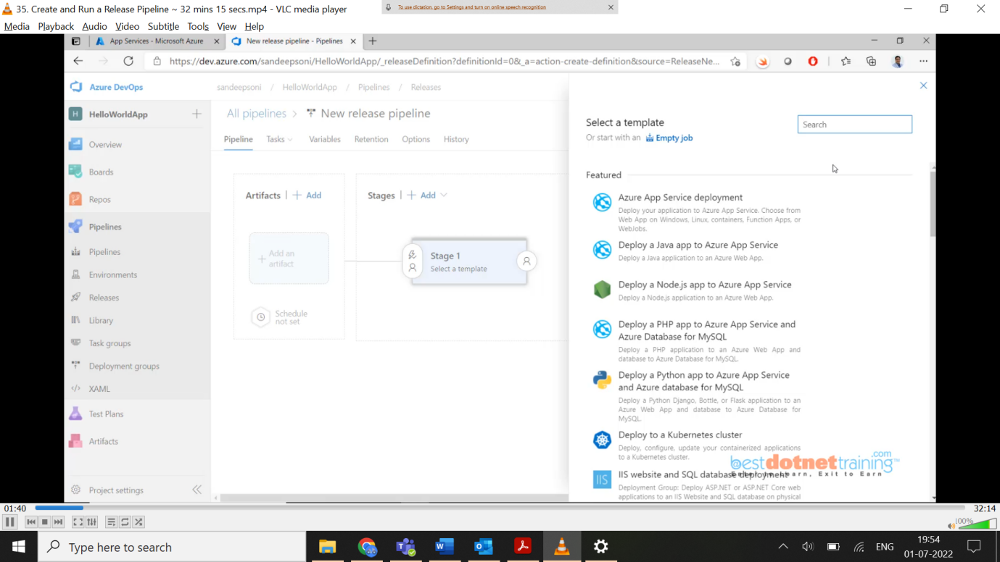 35. Create and Run a Release Pipeline ~ 32 mins 15 secs.mp4 - VLC media player
To use dictation, go to Settings and turn on online speech recognition
Media Playback Audio Video Subtitle Tools View Help
App Services - Microsoft Azure
New release pipeline - Pipelines
https://dev.azure.com/sandeepsoni/HelloWorldApp/_releaseDefinition?definitionId=0&_a=action-create-definition&source=ReleaseNe...
Azure DevOps
sandeepsoni / HelloWorldApp / Pipelines / Releases
H HelloWorldApp
Overview
Boards
Repos
Pipelines
Pipelines
Environments
Releases
Library
Task groups
Deployment groups
XAML
Test Plans
Artifacts
Project settings
All pipelines > New release pipeline
Pipeline Tasks Variables Retention Options History
Artifacts | + Add
Add an
artifact
Schedule
not set
Stages | + Add
Stage 1
Select a template
Select a template
Or start with an Empty job
Search
Featured
Azure App Service deployment
Deploy your application to Azure App Service. Choose from
Web App on Windows, Linux, containers, Function Apps, or
WebJobs.
Deploy a Java app to Azure App Service
Deploy a Java application to an Azure Web App.
Deploy a Node.js app to Azure App Service
Deploy a Node.js application to an Azure Web App.
Deploy a PHP app to Azure App Service and
Azure Database for MySQL
Deploy a PHP application to an Azure Web App and
database to Azure Database for MySQL.
Deploy a Python app to Azure App Service
and Azure database for MySQL
Deploy a Python Django, Bottle, or Flask application to an
Azure Web App and database to Azure Database for
MySQL.
Deploy to a Kubernetes cluster
Deploy, configure, update your containerized applications
to a Kubernetes cluster.
IIS
IIS website and SQL database deployment
Deployment Group: Deploy ASP.NET or ASP.NET Core web
applications to an IIS Website and SQL database on physical
@bestdotnettraining.com™
Enter to Learn, Exit to Earn
01:40
32:14
100%
Type here to search
ENG
19:54
01-07-2022